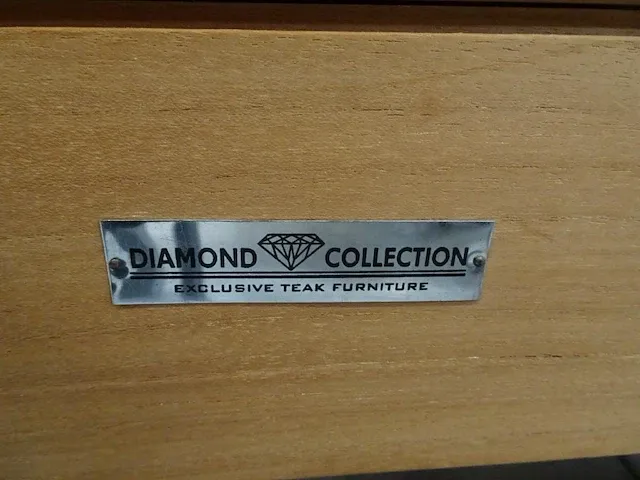 DIAMOND COLLECTION
EXCLUSIVE TEAK FURNITURE